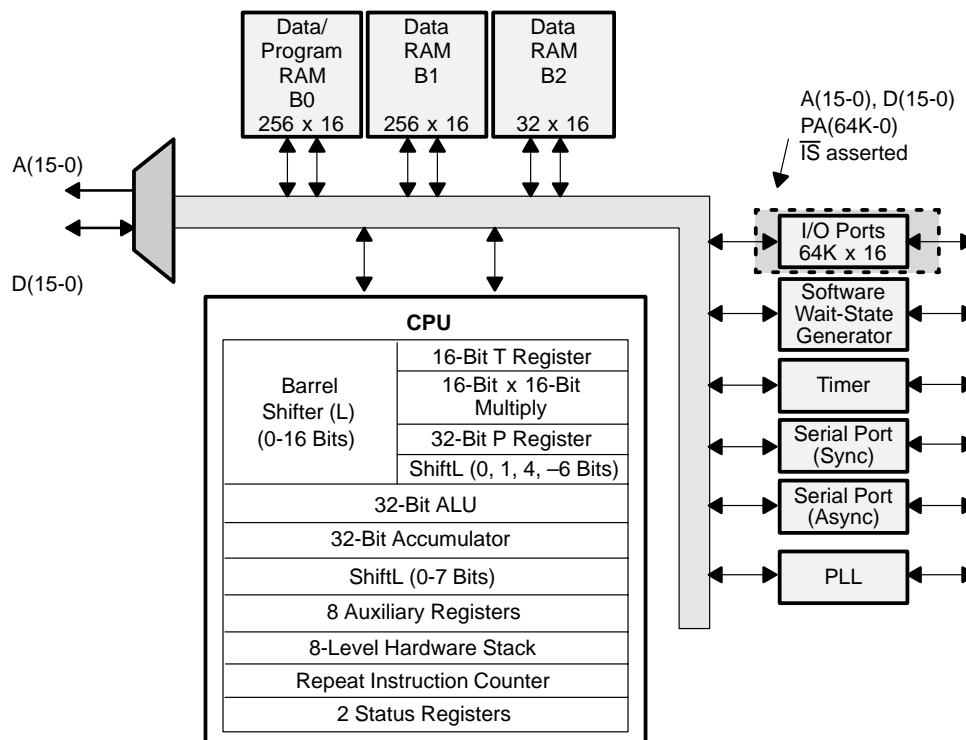 Data/
Program
RAM
B0
256 x 16
Data
RAM
B1
256 x 16
Data
RAM
B2
32 x 16
A(15-0), D(15-0)
PA(64K-0)
I̅S̅ asserted
A(15-0)
D(15-0)
I/O Ports
64K x 16
Software
Wait-State
Generator
Timer
Serial Port
(Sync)
Serial Port
(Async)
PLL
CPU
Barrel
Shifter (L)
(0-16 Bits)
16-Bit T Register
16-Bit x 16-Bit
Multiply
32-Bit P Register
ShiftL (0, 1, 4, –6 Bits)
32-Bit ALU
32-Bit Accumulator
ShiftL (0-7 Bits)
8 Auxiliary Registers
8-Level Hardware Stack
Repeat Instruction Counter
2 Status Registers